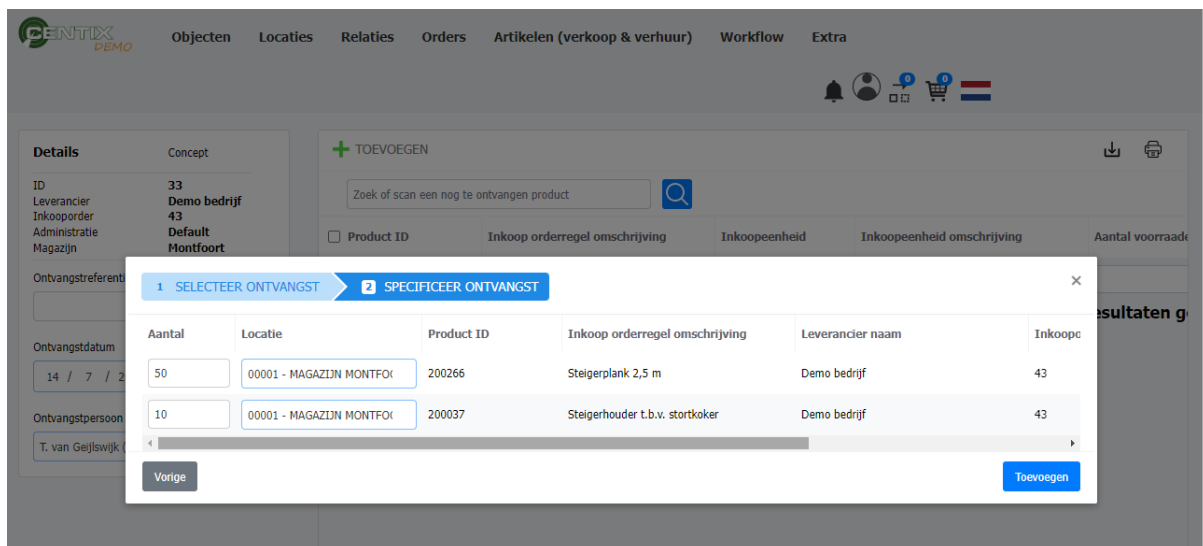 CENTIX
DEMO
Objecten Locaties Relaties Orders Artikelen (verkoop & verhuur) Workflow Extra
0 0
Details Concept
ID 33
Leverancier Demo bedrijf
Inkooporder 43
Administratie Default
Magazijn Montfoort
Ontvangstreferenti
Ontvangstdatum
14 / 7 / 2
Ontvangstpersoon
T. van Geijlswijk (
TOEVOEGEN
Zoek of scan een nog te ontvangen product
Product ID Inkoop orderregel omschrijving Inkoopeenheid Inkoopeenheid omschrijving Aantal voorraade
esultaten g
1 SELECTEER ONTVANGST 2 SPECIFICEER ONTVANGST ×
Aantal Locatie Product ID Inkoop orderregel omschrijving Leverancier naam Inkoopo
50 00001 - MAGAZIJN MONTFOO 200266 Steigerplank 2,5 m Demo bedrijf 43
10 00001 - MAGAZIJN MONTFOO 200037 Steigerhouder t.b.v. stortkoker Demo bedrijf 43
Vorige Toevoegen